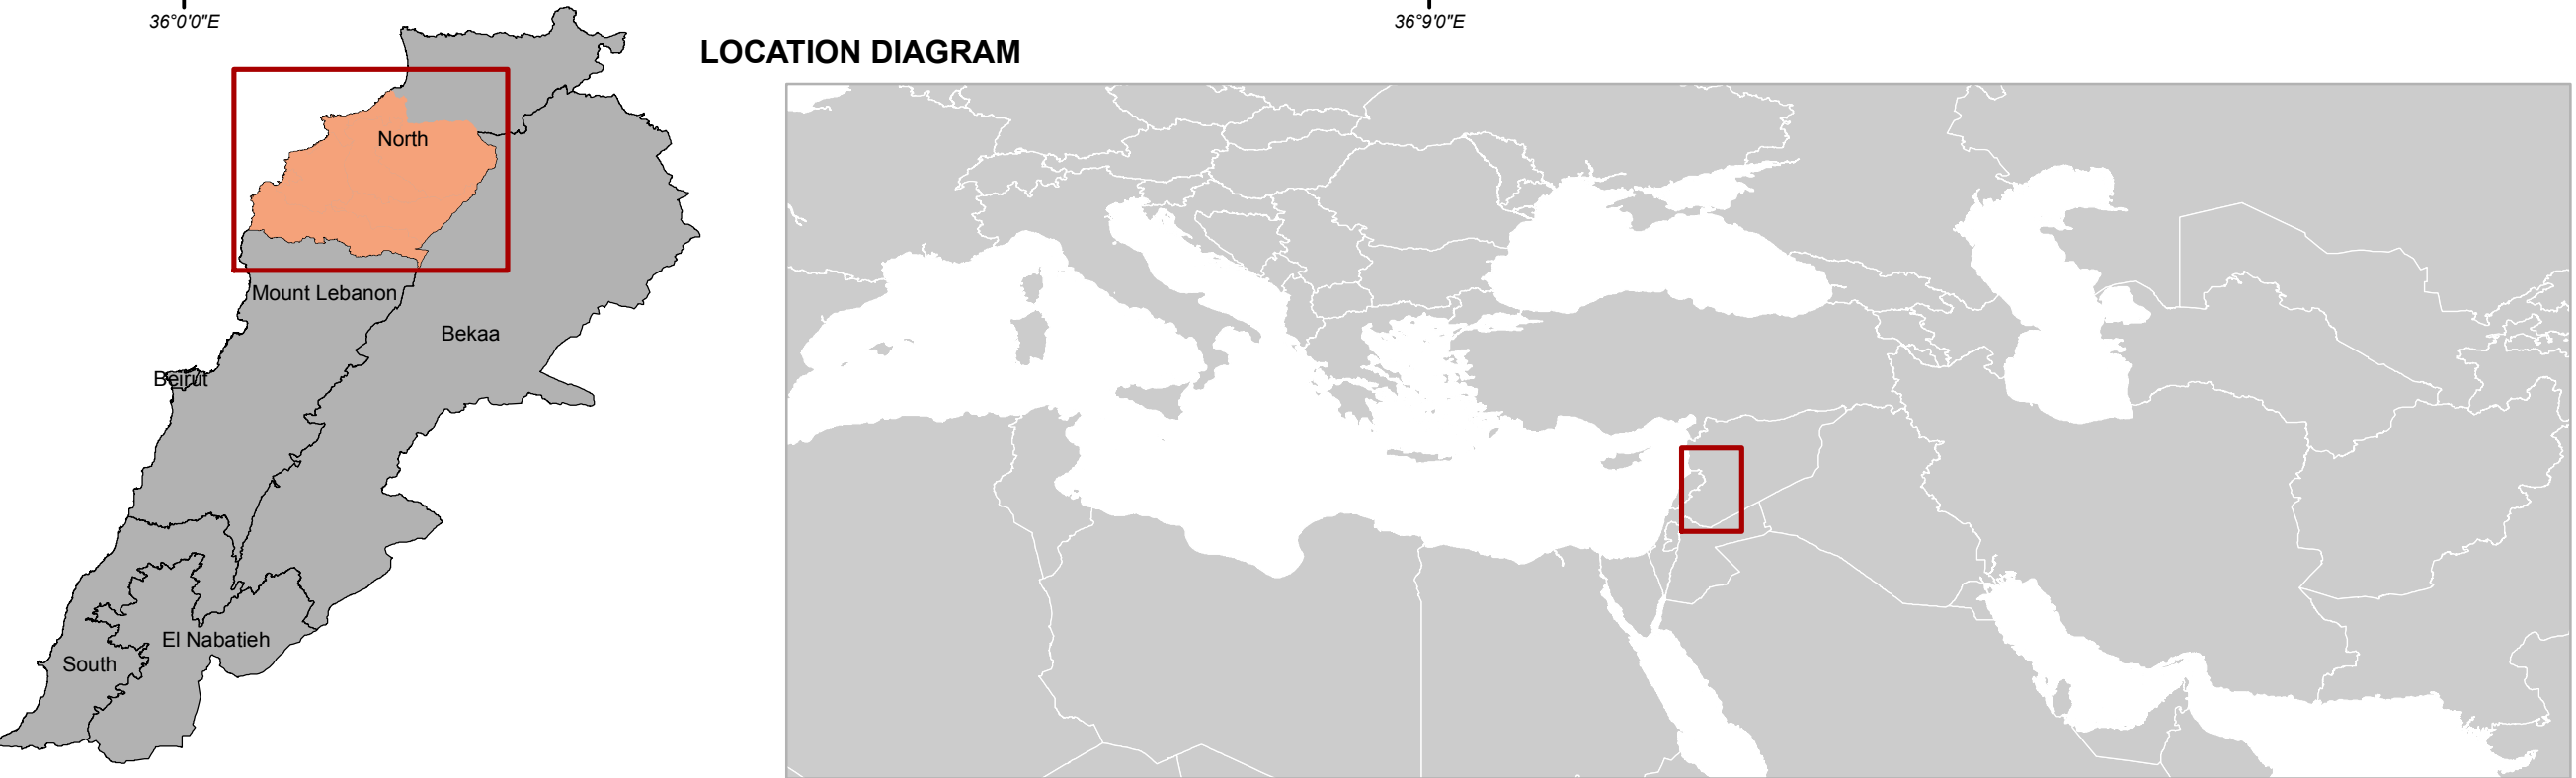 36°0'0"E
36°9'0"E
LOCATION DIAGRAM
North
Mount Lebanon
Bekaa
Beirut
El Nabatieh
South